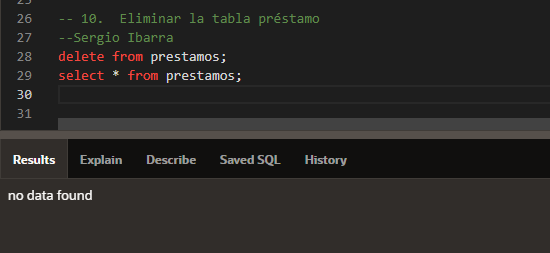 26 -- 10.  Eliminar la tabla préstamo
27 --Sergio Ibarra
28 delete from prestamos;
29 select * from prestamos;
30
31
Results Explain Describe Saved SQL History
no data found